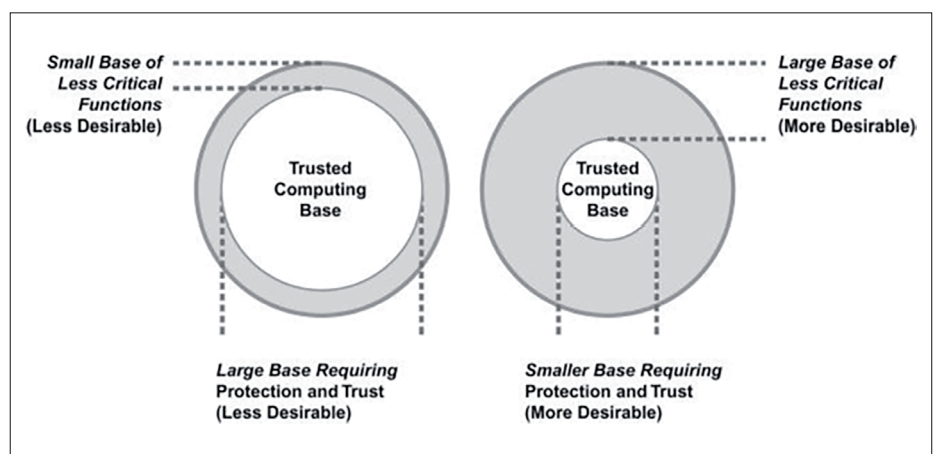 Small Base of
Less Critical
Functions
(Less Desirable)
Trusted
Computing
Base
Large Base Requiring
Protection and Trust
(Less Desirable)
Large Base of
Less Critical
Functions
(More Desirable)
Trusted
Computing
Base
Smaller Base Requiring
Protection and Trust
(More Desirable)